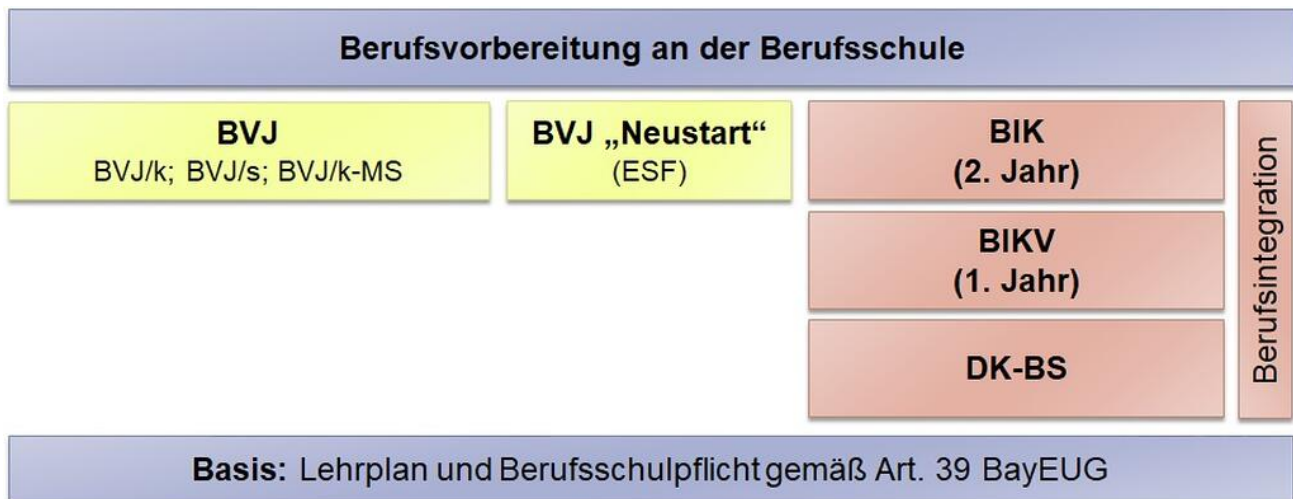 Berufsvorbereitung an der Berufsschule
BVJ
BVJ/k; BVJ/s; BVJ/k-MS
BVJ „Neustart“
(ESF)
BIK
(2. Jahr)
BIKV
(1. Jahr)
DK-BS
Berufsintegration
Basis: Lehrplan und Berufsschulpflicht gemäß Art. 39 BayEUG